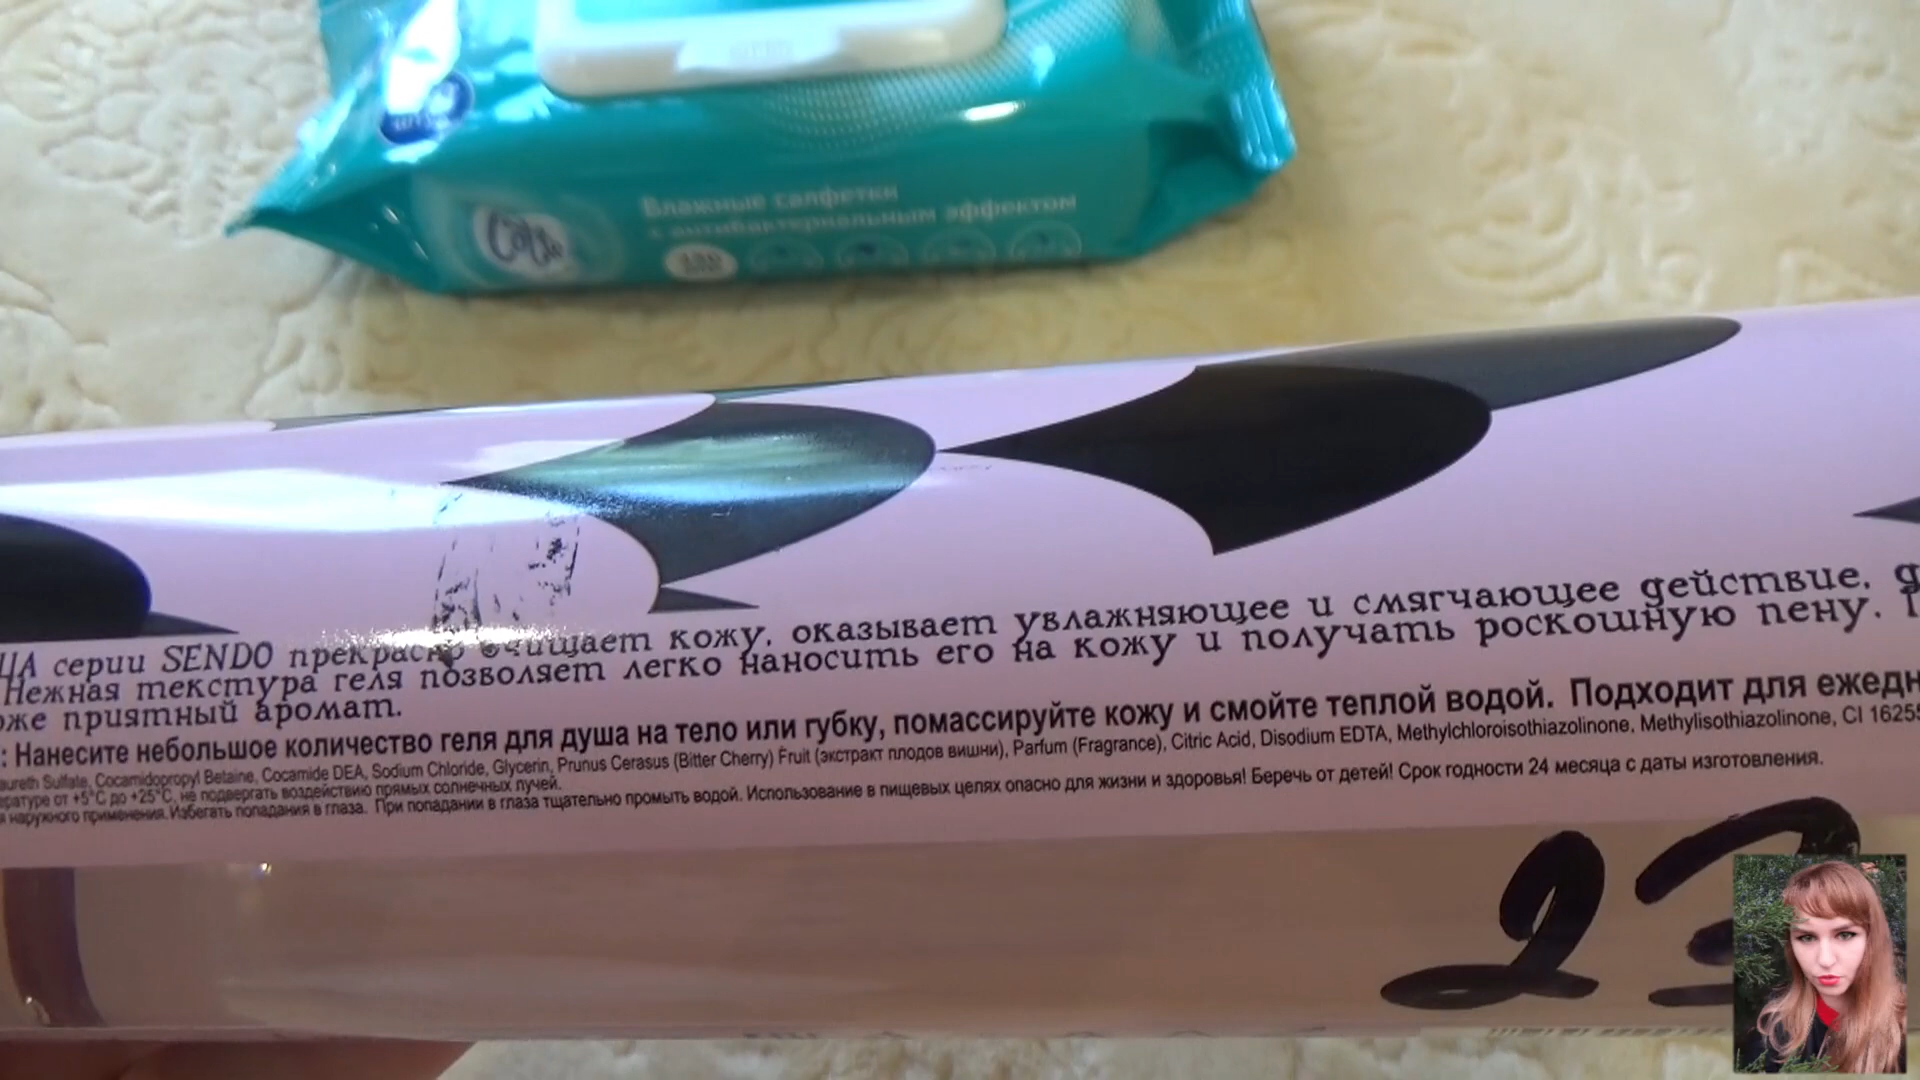 Cotte
Влажные салфетки
с антибактериальным эффектом
ША серии SENDO прекрасно очищает кожу, оказывает увлажняющее и смягчающее действие,
Нежная текстура геля позволяет легко наносить его на кожу и получать роскошную пену.
оже приятный аромат.
: Нанесите небольшое количество геля для душа на тело или губку, помассируйте кожу и смойте теплой водой. Подходит для ежедн
aureth Sulfate, Cocamidopropyl Betaine, Cocamide DEA, Sodium Chloride, Glycerin, Prunus Cerasus (Bitter Cherry) Fruit (экстракт плодов вишни), Parfum (Fragrance), Citric Acid, Disodium EDTA, Methylchloroisothiazolinone, Methylisothiazolinone, CI 16255
ературе от +5°С до +25°С, не подвергать воздействию прямых солнечных лучей.
я наружного применения. Избегать попадания в глаза. При попадании в глаза тщательно промыть водой. Использование в пищевых целях опасно для жизни и здоровья! Беречь от детей! Срок годности 24 месяца с даты изготовления.
23